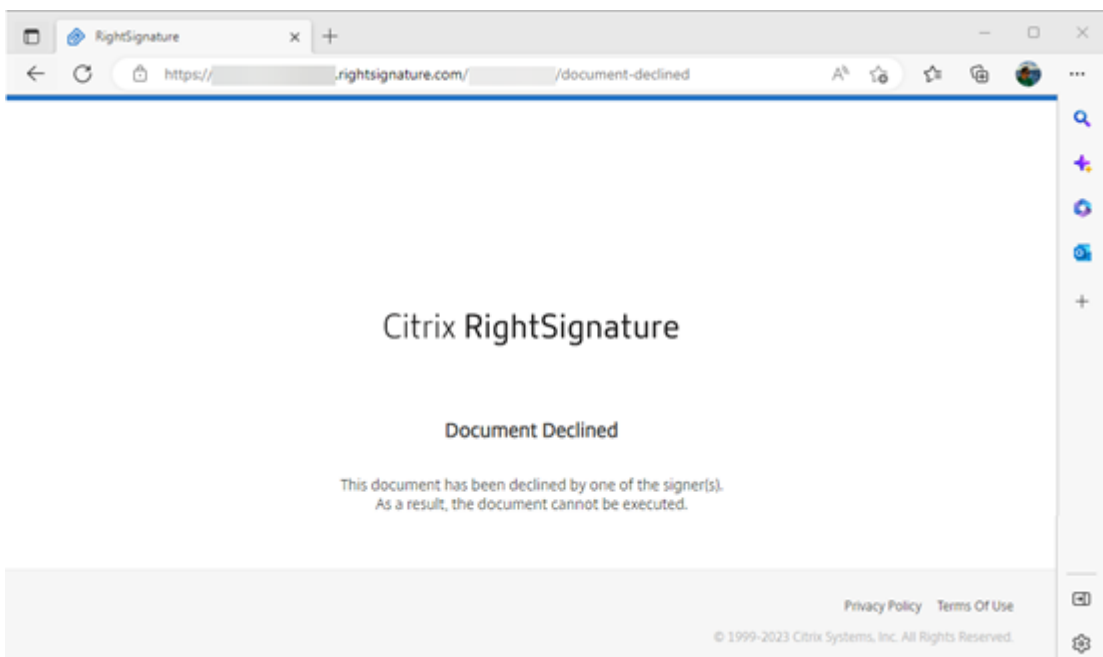 RightSignature
https:// .rightsignature.com/ /document-declined
Citrix RightSignature
Document Declined
This document has been declined by one of the signer(s).
As a result, the document cannot be executed.
Privacy Policy Terms Of Use
© 1999-2023 Citrix Systems, Inc. All Rights Reserved.